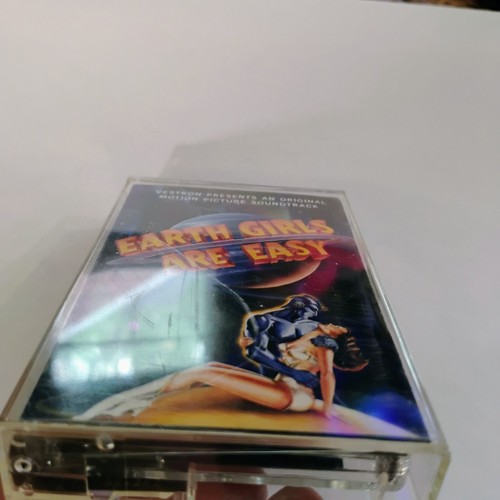 VESTRON PRESENTS AN ORIGINAL
MOTION PICTURE SOUNDTRACK
EARTH GIRLS
ARE EASY